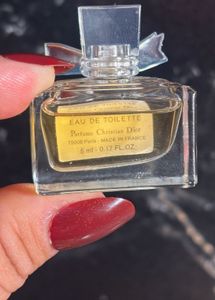 EAU DE TOILETTE
Parfums Christian Dior
75008 Paris - MADE IN FRANCE
5 ml - 0.17 FL.OZ.